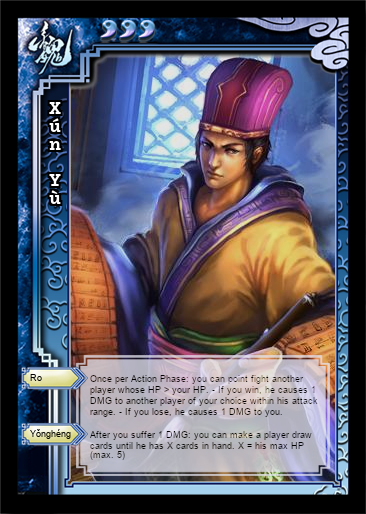 魏
Xún Yù
Ro
Once per Action Phase: you can point fight another
player whose HP > your HP. - If you win, he causes 1
DMG to another player of your choice within his attack
range. - If you lose, he causes 1 DMG to you.
Yǒnghéng
After you suffer 1 DMG: you can make a player draw
cards until he has X cards in hand. X = his max HP
(max. 5)